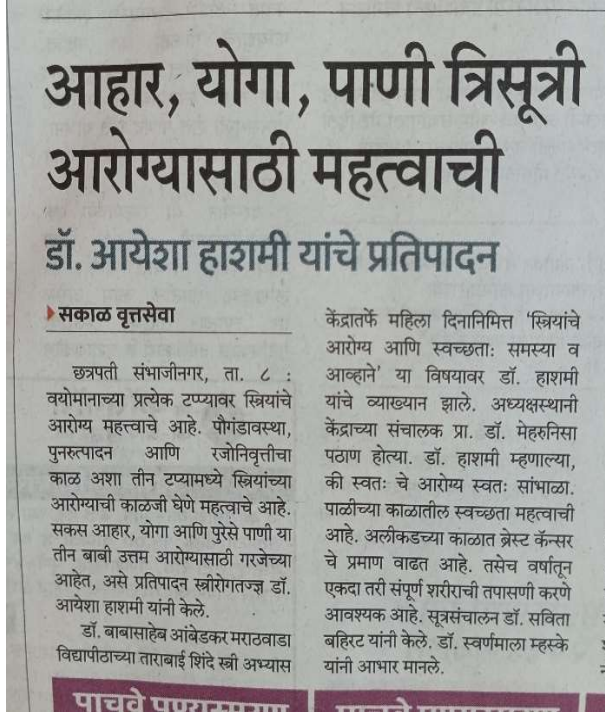 आहार, योगा, पाणी त्रिसूत्री
आरोग्यासाठी महत्वाची
डॉ. आयेशा हाशमी यांचे प्रतिपादन
सकाळ वृत्तसेवा
छत्रपती संभाजीनगर, ता. ८ :
वयोमानाच्या प्रत्येक टप्प्यावर स्त्रियांचे
आरोग्य महत्त्वाचे आहे. पौगंडावस्था,
पुनरुत्पादन आणि रजोनिवृत्तीचा
काळ अशा तीन टप्यामध्ये स्त्रियांच्या
आरोग्याची काळजी घेणे महत्वाचे आहे.
सकस आहार, योगा आणि पुरेसे पाणी या
तीन बाबी उत्तम आरोग्यासाठी गरजेच्या
आहेत, असे प्रतिपादन स्त्रीरोगतज्ज्ञ डॉ.
आयेशा हाशमी यांनी केले.
डॉ. बाबासाहेब आंबेडकर मराठवाडा
विद्यापीठाच्या ताराबाई शिंदे स्त्री अभ्यास
केंद्रातर्फे महिला दिनानिमित्त 'स्त्रियांचे
आरोग्य आणि स्वच्छता: समस्या व
आव्हाने' या विषयावर डॉ. हाशमी
यांचे व्याख्यान झाले. अध्यक्षस्थानी
केंद्राच्या संचालक प्रा. डॉ. मेहरुनिसा
पठाण होत्या. डॉ. हाशमी म्हणाल्या,
की स्वतः चे आरोग्य स्वतः सांभाळा.
पाळीच्या काळातील स्वच्छता महत्वाची
आहे. अलीकडच्या काळात ब्रेस्ट कॅन्सर
चे प्रमाण वाढत आहे. तसेच वर्षातून
एकदा तरी संपूर्ण शरीराची तपासणी करणे
आवश्यक आहे. सूत्रसंचालन डॉ. सविता
बहिरट यांनी केले. डॉ. स्वर्णमाला म्हस्के
यांनी आभार मानले.